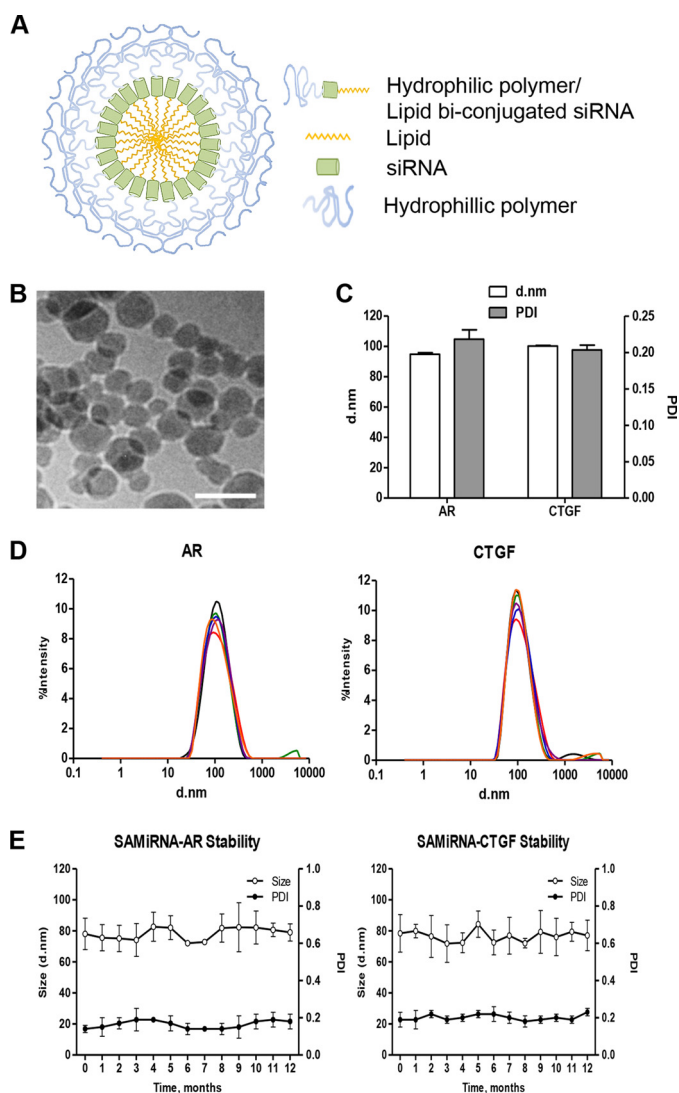 A
Hydrophilic polymer/
Lipid bi-conjugated siRNA
Lipid
siRNA
Hydrophillic polymer
B
C
d.nm
PDI
120
100
80
60
40
20
0
d.nm
0.25
0.20
0.15
0.10
0.05
0.00
PDI
AR
CTGF
D
AR
12
10
8
6
4
2
0
%Intensity
0.1 1 10 100 1000 10000
d.nm
CTGF
12
10
8
6
4
2
0
%Intensity
0.1 1 10 100 1000 10000
d.nm
E
SAMiRNA-AR Stability
120
100
80
60
40
20
0
Size (d.nm)
Size
PDI
1.0
0.8
0.6
0.4
0.2
0.0
PDI
0 1 2 3 4 5 6 7 8 9 10 11 12
Time, months
SAMiRNA-CTGF Stability
120
100
80
60
40
20
0
Size (d.nm)
Size
PDI
1.0
0.8
0.6
0.4
0.2
0.0
PDI
0 1 2 3 4 5 6 7 8 9 10 11 12
Time, months